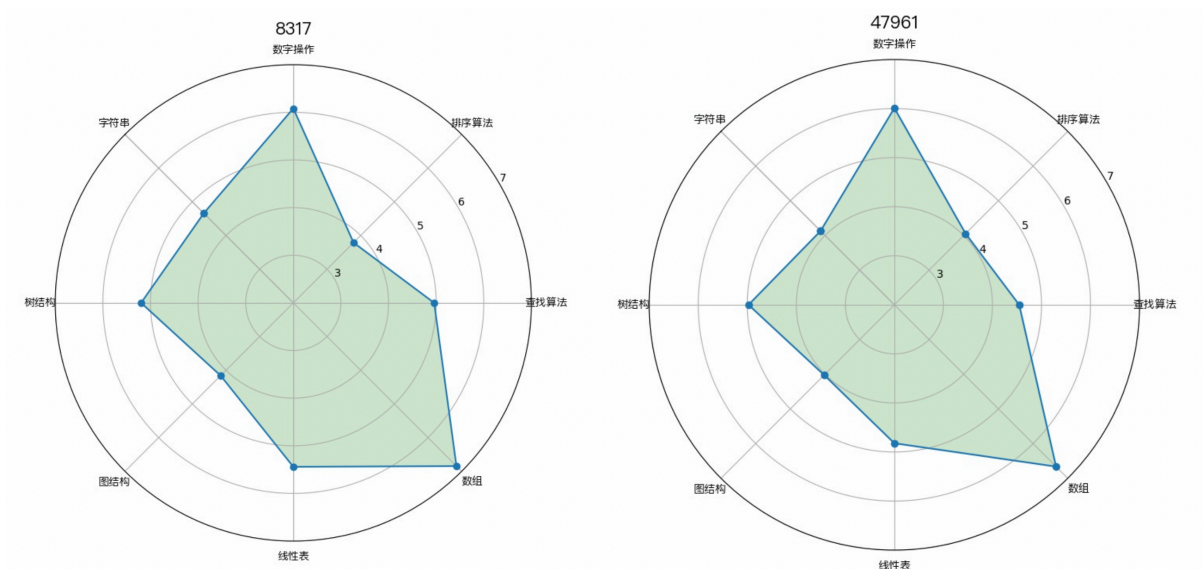 8317
数字操作
字符串
排序算法
7
6
5
4
3
树结构
查找算法
图结构
数组
线性表
47961
数字操作
字符串
排序算法
7
6
5
4
3
树结构
查找算法
图结构
数组
线性表